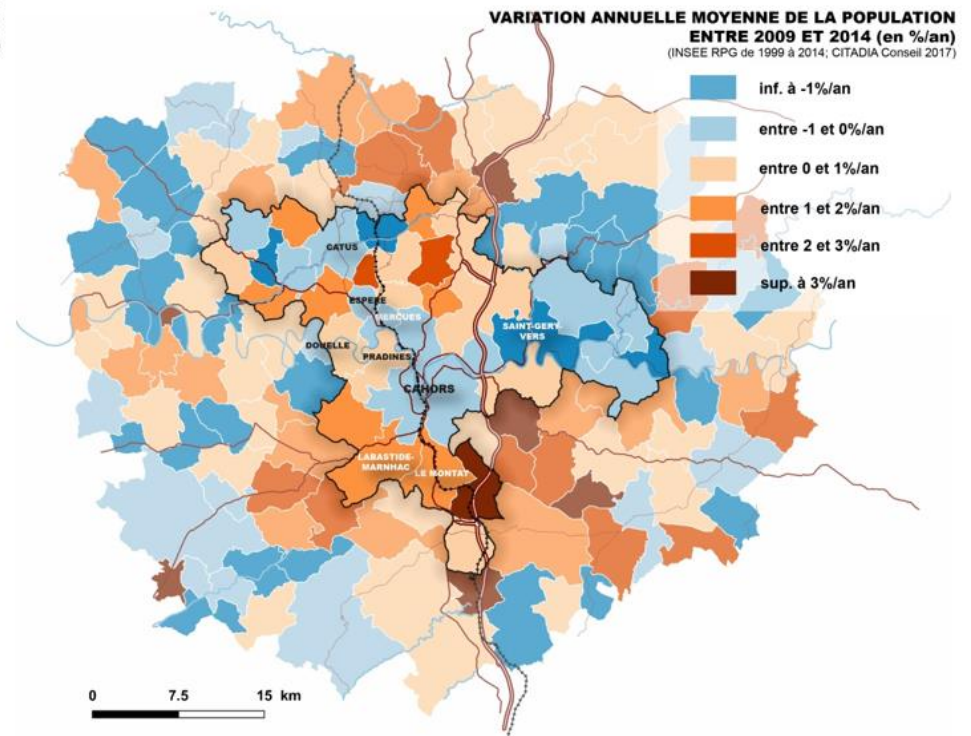 VARIATION ANNUELLE MOYENNE DE LA POPULATION
ENTRE 2009 ET 2014 (en %/an)
(INSEE RPG de 1999 à 2014; CITADIA Conseil 2017)
inf. à -1%/an
entre -1 et 0%/an
entre 0 et 1%/an
entre 1 et 2%/an
entre 2 et 3%/an
sup. à 3%/an
CATUS
ESPERE
MERCUES
SAINT-GERY-
VERS
DOUELLE
PRADINES
CAHORS
LABASTIDE-
MARNHAC
LE MONTAT
0 7.5 15 km